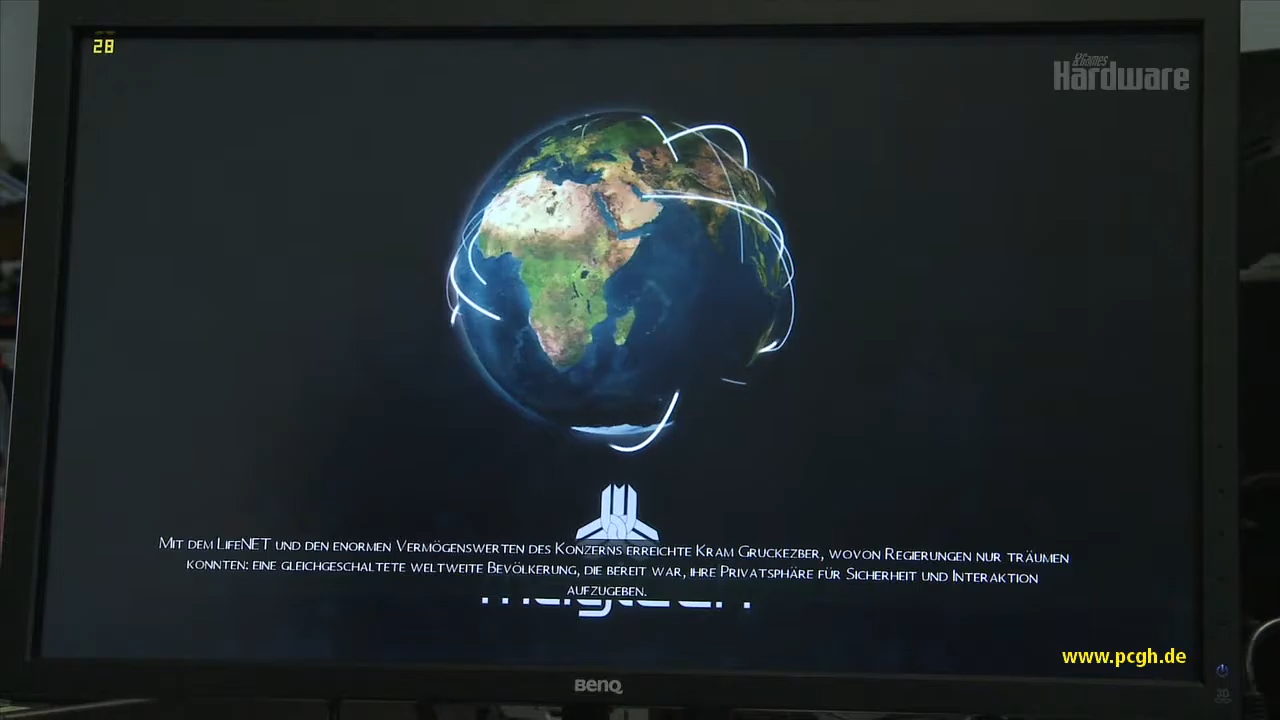 28
&Games
Hardware
Mit dem LifeNET und den enormen Vermögenswerten des Konzerns erreichte Kram Gruckezber, wovon Regierungen nur träumen
konnten: eine gleichgeschaltete weltweite Bevölkerung, die bereit war, ihre Privatsphäre für Sicherheit und Interaktion
aufzugeben.
www.pcgh.de
BenQ